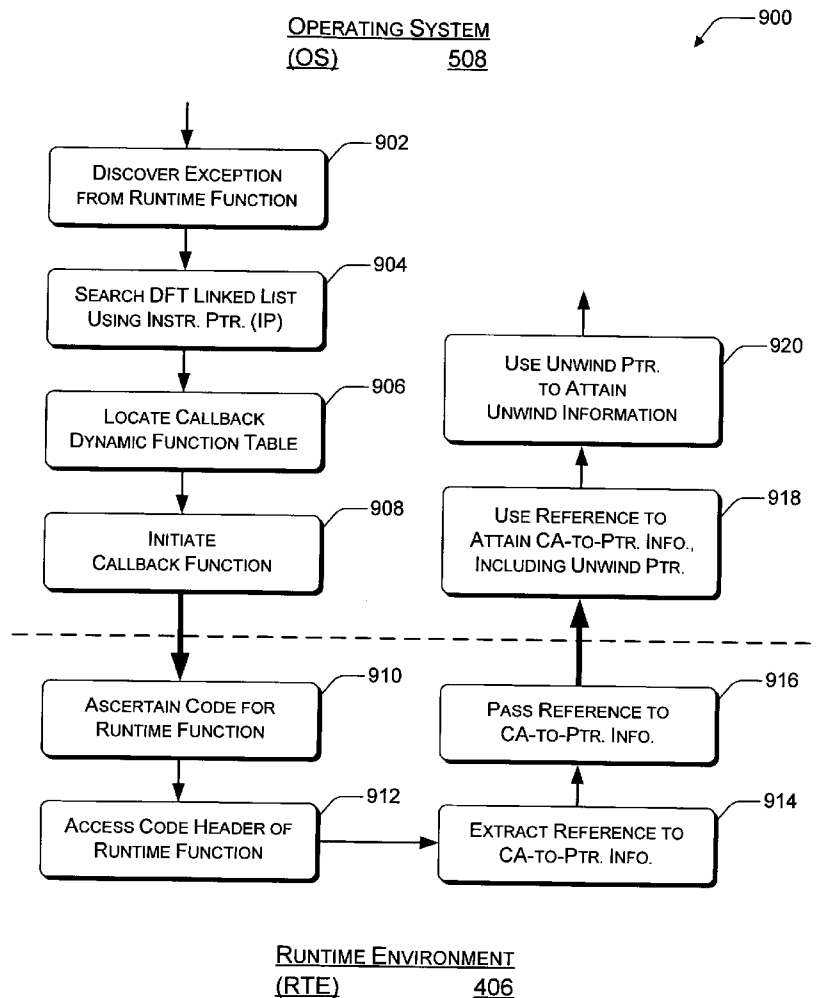 OPERATING SYSTEM
(OS) 508
900
902
DISCOVER EXCEPTION
FROM RUNTIME FUNCTION
904
SEARCH DFT LINKED LIST
USING INSTR. PTR. (IP)
906
LOCATE CALLBACK
DYNAMIC FUNCTION TABLE
908
INITIATE
CALLBACK FUNCTION
910
ASCERTAIN CODE FOR
RUNTIME FUNCTION
912
ACCESS CODE HEADER OF
RUNTIME FUNCTION
914
EXTRACT REFERENCE TO
CA-TO-PTR. INFO.
916
PASS REFERENCE TO
CA-TO-PTR. INFO.
918
USE REFERENCE TO
ATTAIN CA-TO-PTR. INFO.,
INCLUDING UNWIND PTR.
920
USE UNWIND PTR.
TO ATTAIN
UNWIND INFORMATION
RUNTIME ENVIRONMENT
(RTE) 406